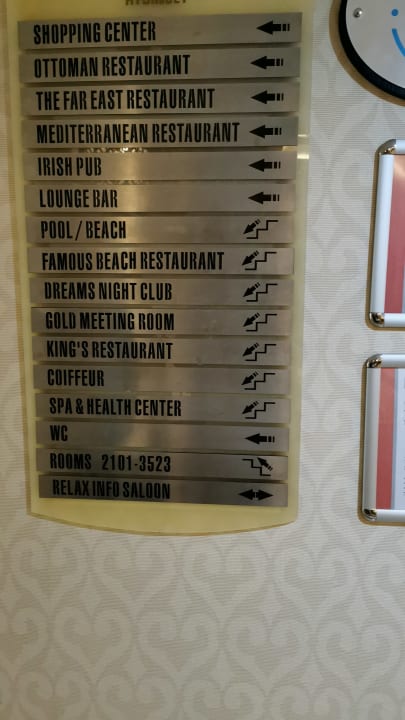 SHOPPING CENTER
OTTOMAN RESTAURANT
THE FAR EAST RESTAURANT
MEDITERRANEAN RESTAURANT
IRISH PUB
LOUNGE BAR
POOL / BEACH
FAMOUS BEACH RESTAURANT
DREAMS NIGHT CLUB
GOLD MEETING ROOM
KING'S RESTAURANT
COIFFEUR
SPA & HEALTH CENTER
WC
ROOMS 2101-3523
RELAX INFO SALOON